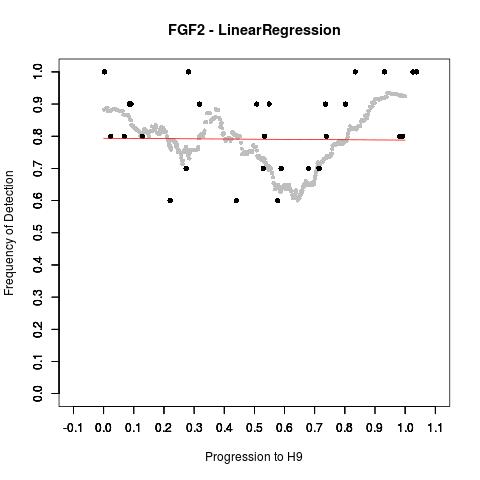 FGF2 - LinearRegression
Frequency of Detection
1.0
0.9
0.8
0.7
0.6
0.5
0.4
0.3
0.2
0.1
0.0
-0.1 0.0 0.1 0.2 0.3 0.4 0.5 0.6 0.7 0.8 0.9 1.0 1.1
Progression to H9